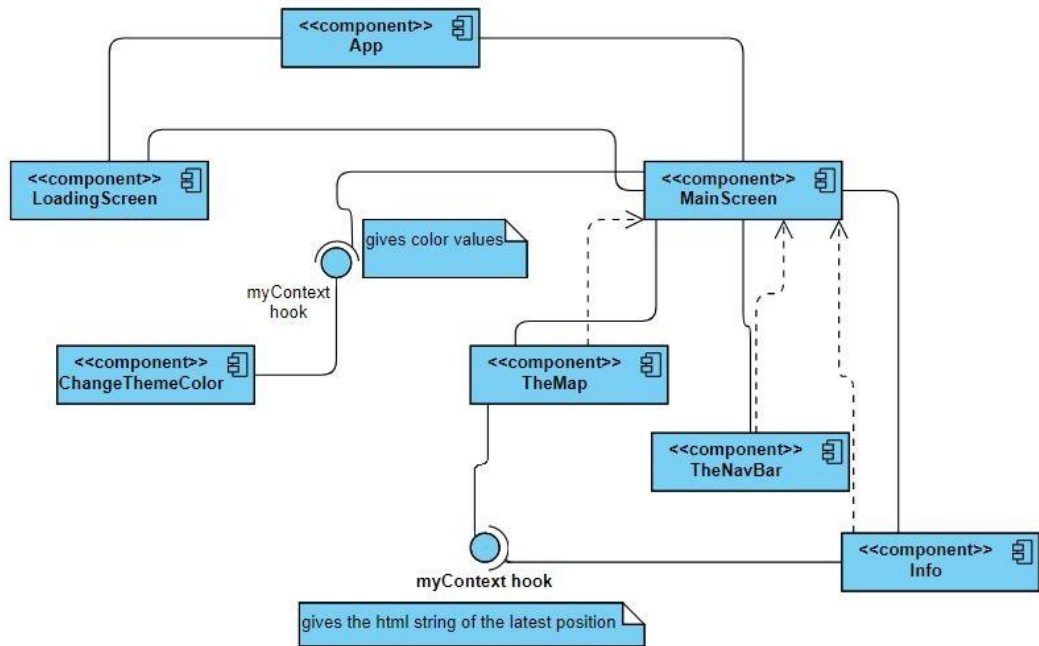 <<component>>
App
<<component>>
LoadingScreen
<<component>>
MainScreen
gives color values
myContext
hook
<<component>>
ChangeThemeColor
<<component>>
TheMap
<<component>>
TheNavBar
<<component>>
Info
myContext hook
gives the html string of the latest position